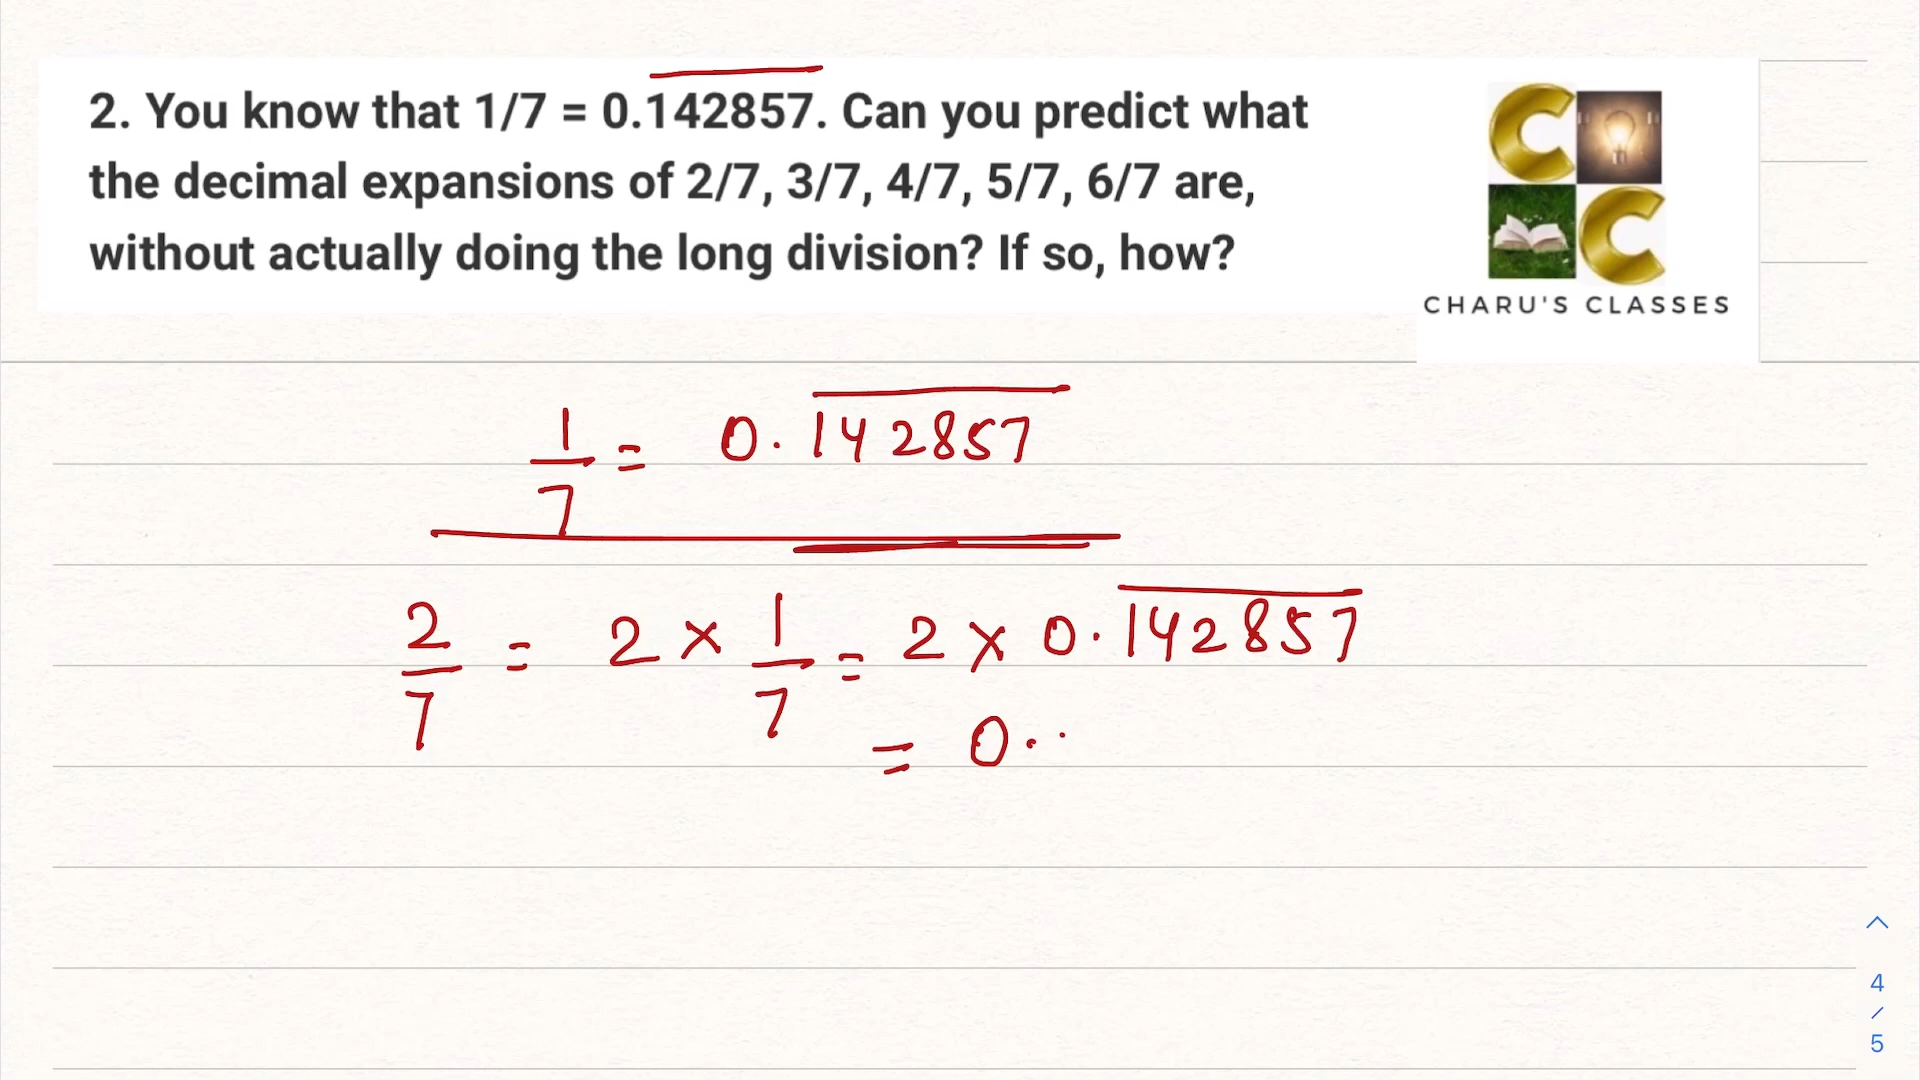 2. You know that 1/7 = 0.142857. Can you predict what
the decimal expansions of 2/7, 3/7, 4/7, 5/7, 6/7 are,
without actually doing the long division? If so, how?
C
C
CHARU'S CLASSES
1/7 = 0.142857
2/7 = 2 × 1/7 = 2 × 0.142857
= 0..
4
/
5